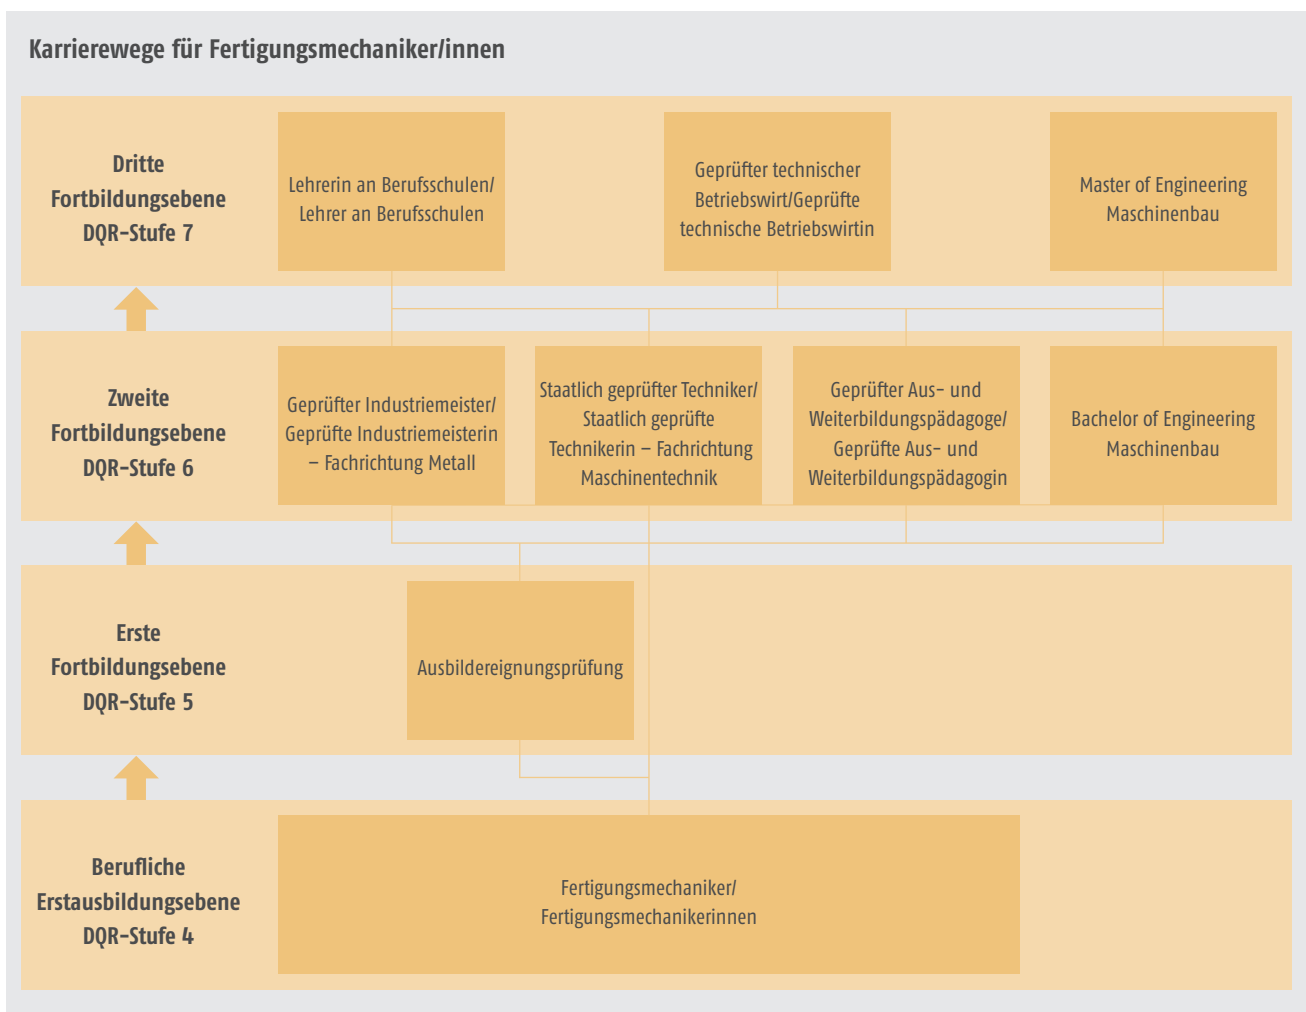 Karrierewege für Fertigungsmechaniker/innen
Dritte
Fortbildungsebene
DQR-Stufe 7
Lehrerin an Berufsschulen/
Lehrer an Berufsschulen
Geprüfter technischer
Betriebswirt/Geprüfte
technische Betriebswirtin
Master of Engineering
Maschinenbau
Zweite
Fortbildungsebene
DQR-Stufe 6
Geprüfter Industriemeister/
Geprüfte Industriemeisterin
– Fachrichtung Metall
Staatlich geprüfter Techniker/
Staatlich geprüfte
Technikerin – Fachrichtung
Maschinentechnik
Geprüfter Aus- und
Weiterbildungspädagoge/
Geprüfte Aus- und
Weiterbildungspädagogin
Bachelor of Engineering
Maschinenbau
Erste
Fortbildungsebene
DQR-Stufe 5
Ausbildereignungsprüfung
Berufliche
Erstausbildungsebene
DQR-Stufe 4
Fertigungsmechaniker/
Fertigungsmechanikerinnen